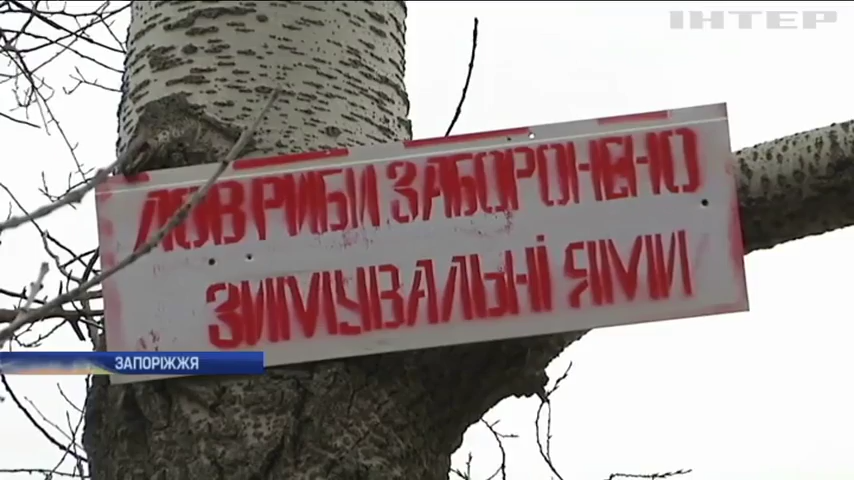 ІНТЕР
ЛОВ РИБИ ЗАБОРОНЕНО
ЗИМУВАЛЬНІ ЯМИ
ЗАПОРІЖЖЯ